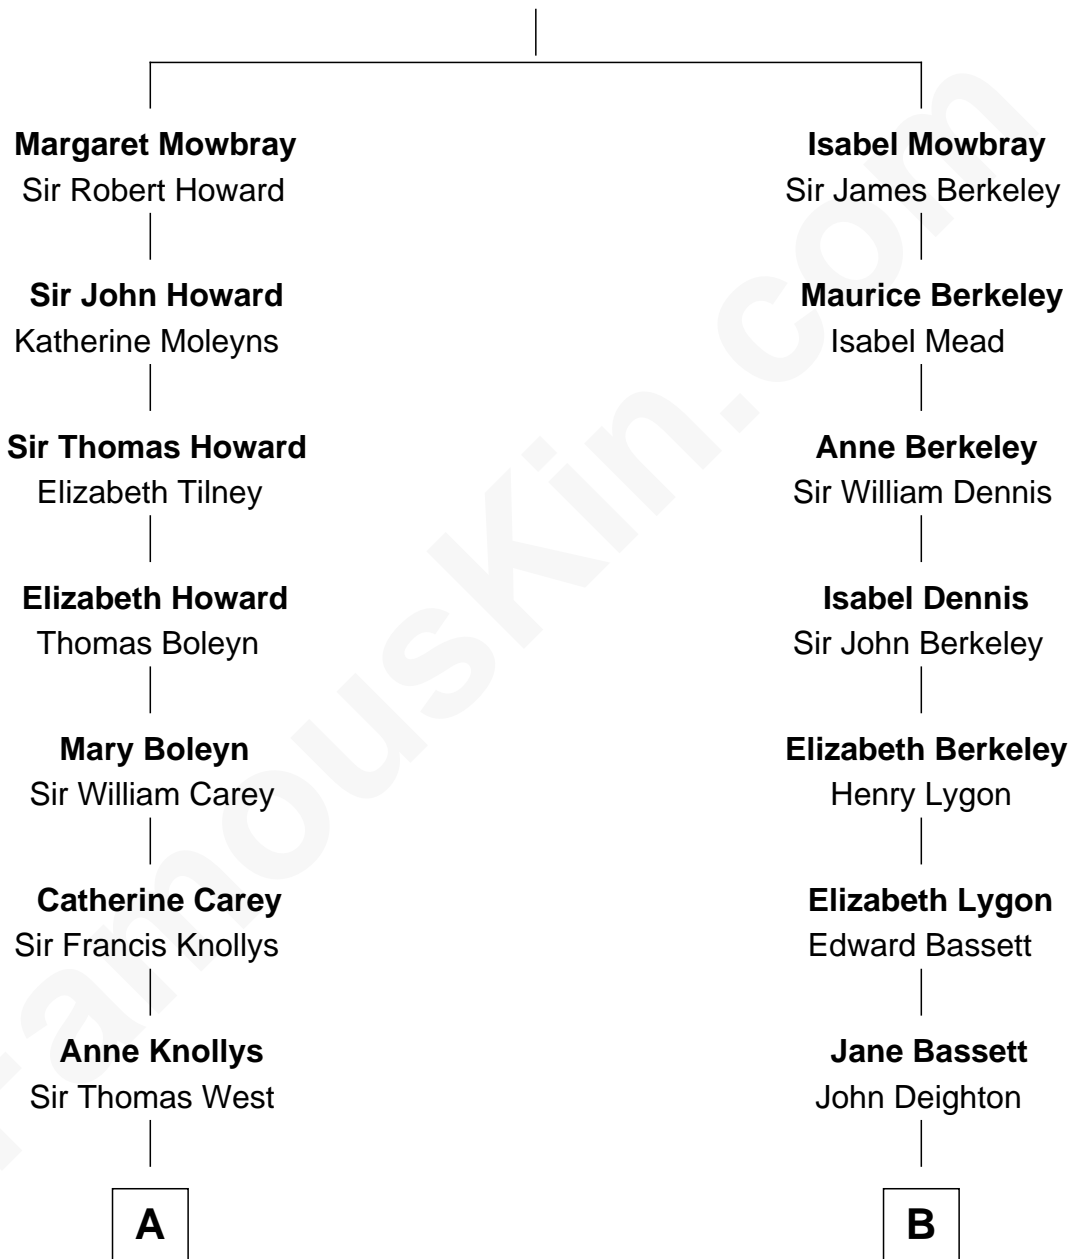 Margaret Mowbray
Sir Robert Howard
Sir John Howard
Katherine Moleyns
Sir Thomas Howard
Elizabeth Tilney
Elizabeth Howard
Thomas Boleyn
Mary Boleyn
Sir William Carey
Catherine Carey
Sir Francis Knollys
Anne Knollys
Sir Thomas West
A
Isabel Mowbray
Sir James Berkeley
Maurice Berkeley
Isabel Mead
Anne Berkeley
Sir William Dennis
Isabel Dennis
Sir John Berkeley
Elizabeth Berkeley
Henry Lygon
Elizabeth Lygon
Edward Bassett
Jane Bassett
John Deighton
B
FamousKin.com